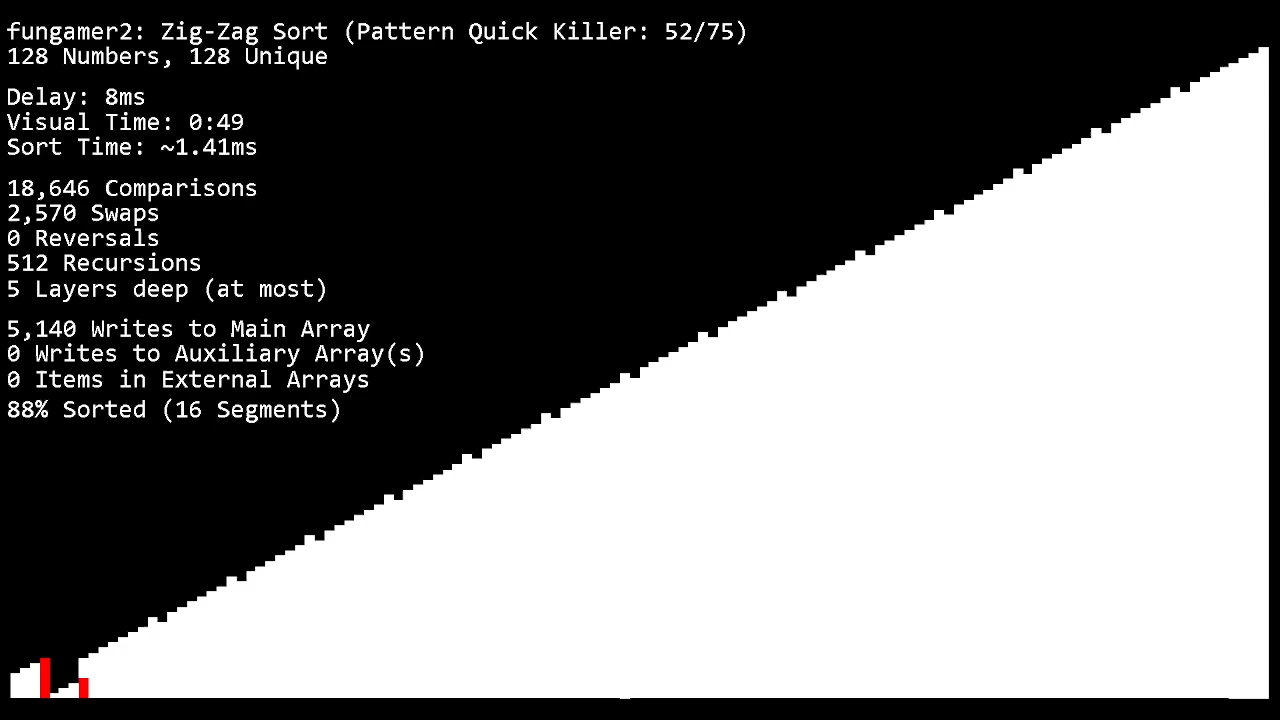 fungamer2: Zig-Zag Sort (Pattern Quick Killer: 52/75)
128 Numbers, 128 Unique
Delay: 8ms
Visual Time: 0:49
Sort Time: ~1.41ms
18,646 Comparisons
2,570 Swaps
0 Reversals
512 Recursions
5 Layers deep (at most)
5,140 Writes to Main Array
0 Writes to Auxiliary Array(s)
0 Items in External Arrays
88% Sorted (16 Segments)